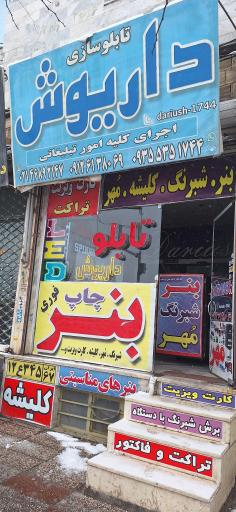 تابلوسازی
داریوش
dariush-1744
اجرای کلیه امور تبلیغاتی
۰۹۳۵ ۵۳۵ ۱۷۴۴
بنر، شبرنگ، کلیشه، مهر
کارت ویزیت
تراکت
تابلو
LED
داریوش
چاپ
بنر
فوری
شبرنگ، مهر، کلیشه، کارت ویزیت و...
بنر
شبرنگ
مهر
بنرهای مناسبتی
کلیشه
کارت ویزیت
برش شبرنگ با دستگاه
تراکت و فاکتور